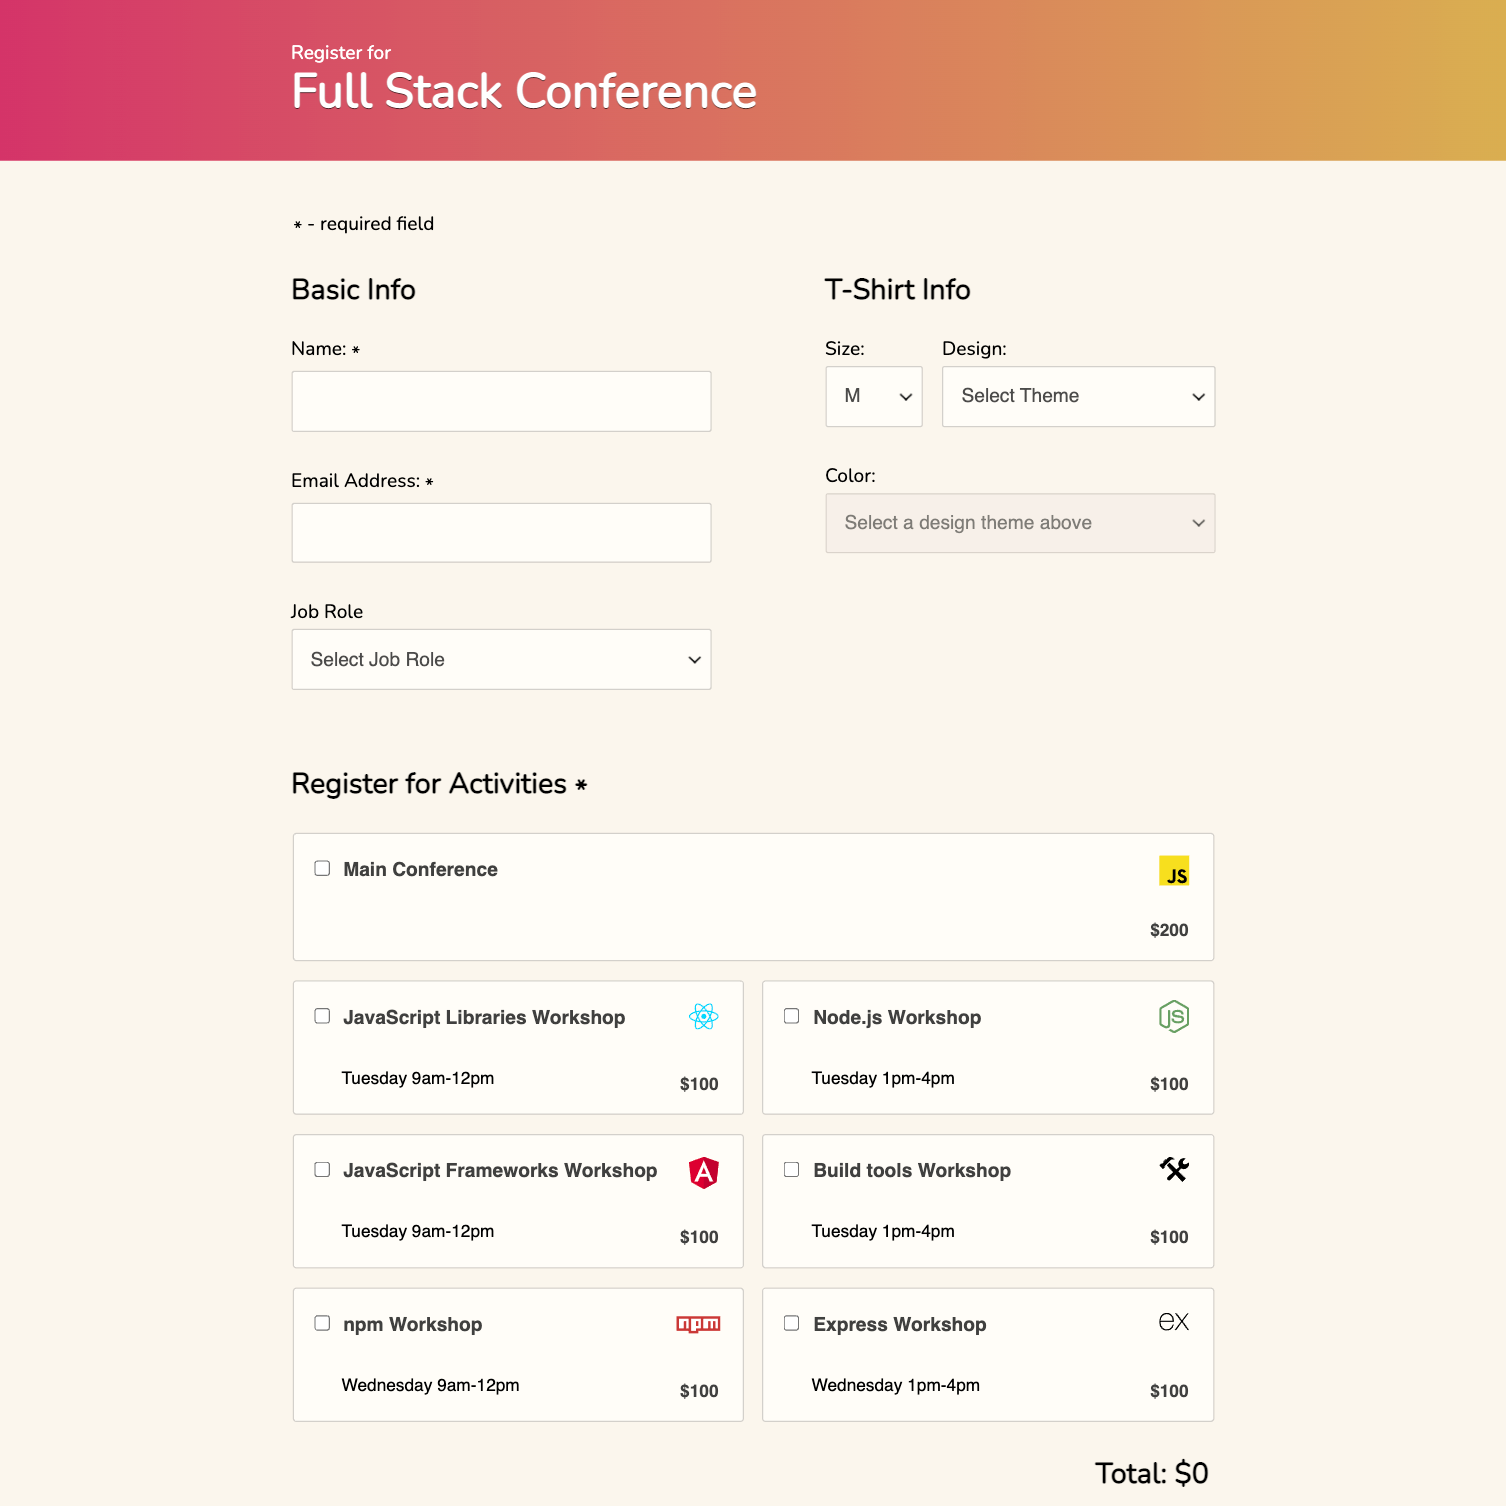 Register for
Full Stack Conference
* - required field
Basic Info
Name: *
Email Address: *
Job Role
Select Job Role
T-Shirt Info
Size:
Design:
M
Select Theme
Color:
Select a design theme above
Register for Activities *
Main Conference
JS
$200
JavaScript Libraries Workshop
Tuesday 9am-12pm
$100
Node.js Workshop
JS
Tuesday 1pm-4pm
$100
JavaScript Frameworks Workshop
A
Tuesday 9am-12pm
$100
Build tools Workshop
Tuesday 1pm-4pm
$100
npm Workshop
npm
Wednesday 9am-12pm
$100
Express Workshop
ex
Wednesday 1pm-4pm
$100
Total: $0